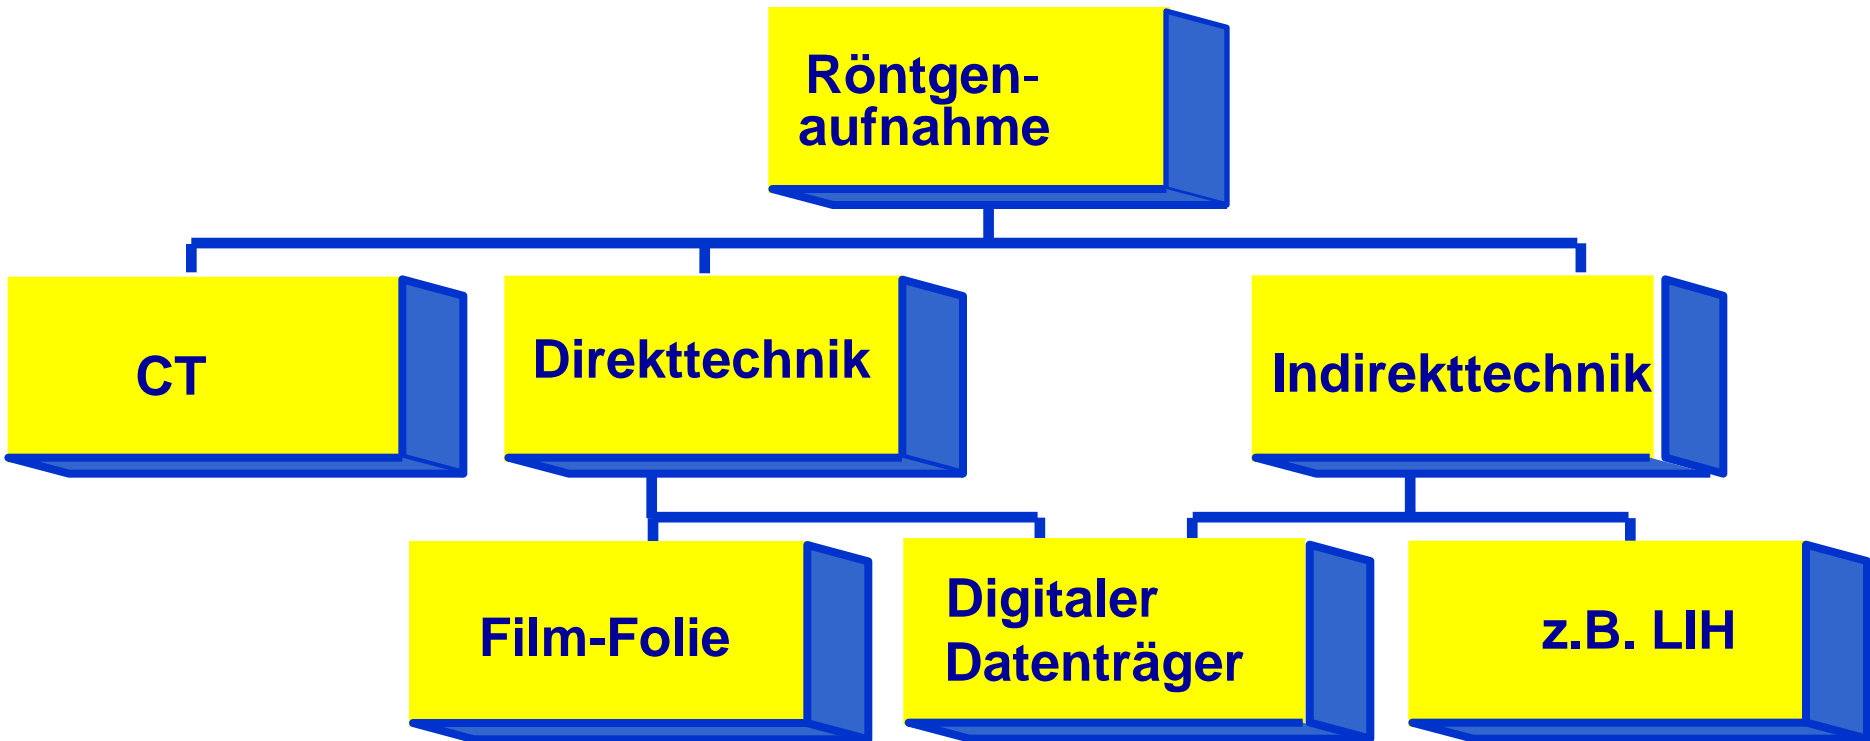 Röntgen-
aufnahme
CT
Direkttechnik
Indirekttechnik
Film-Folie
Digitaler
Datenträger
z.B. LIH